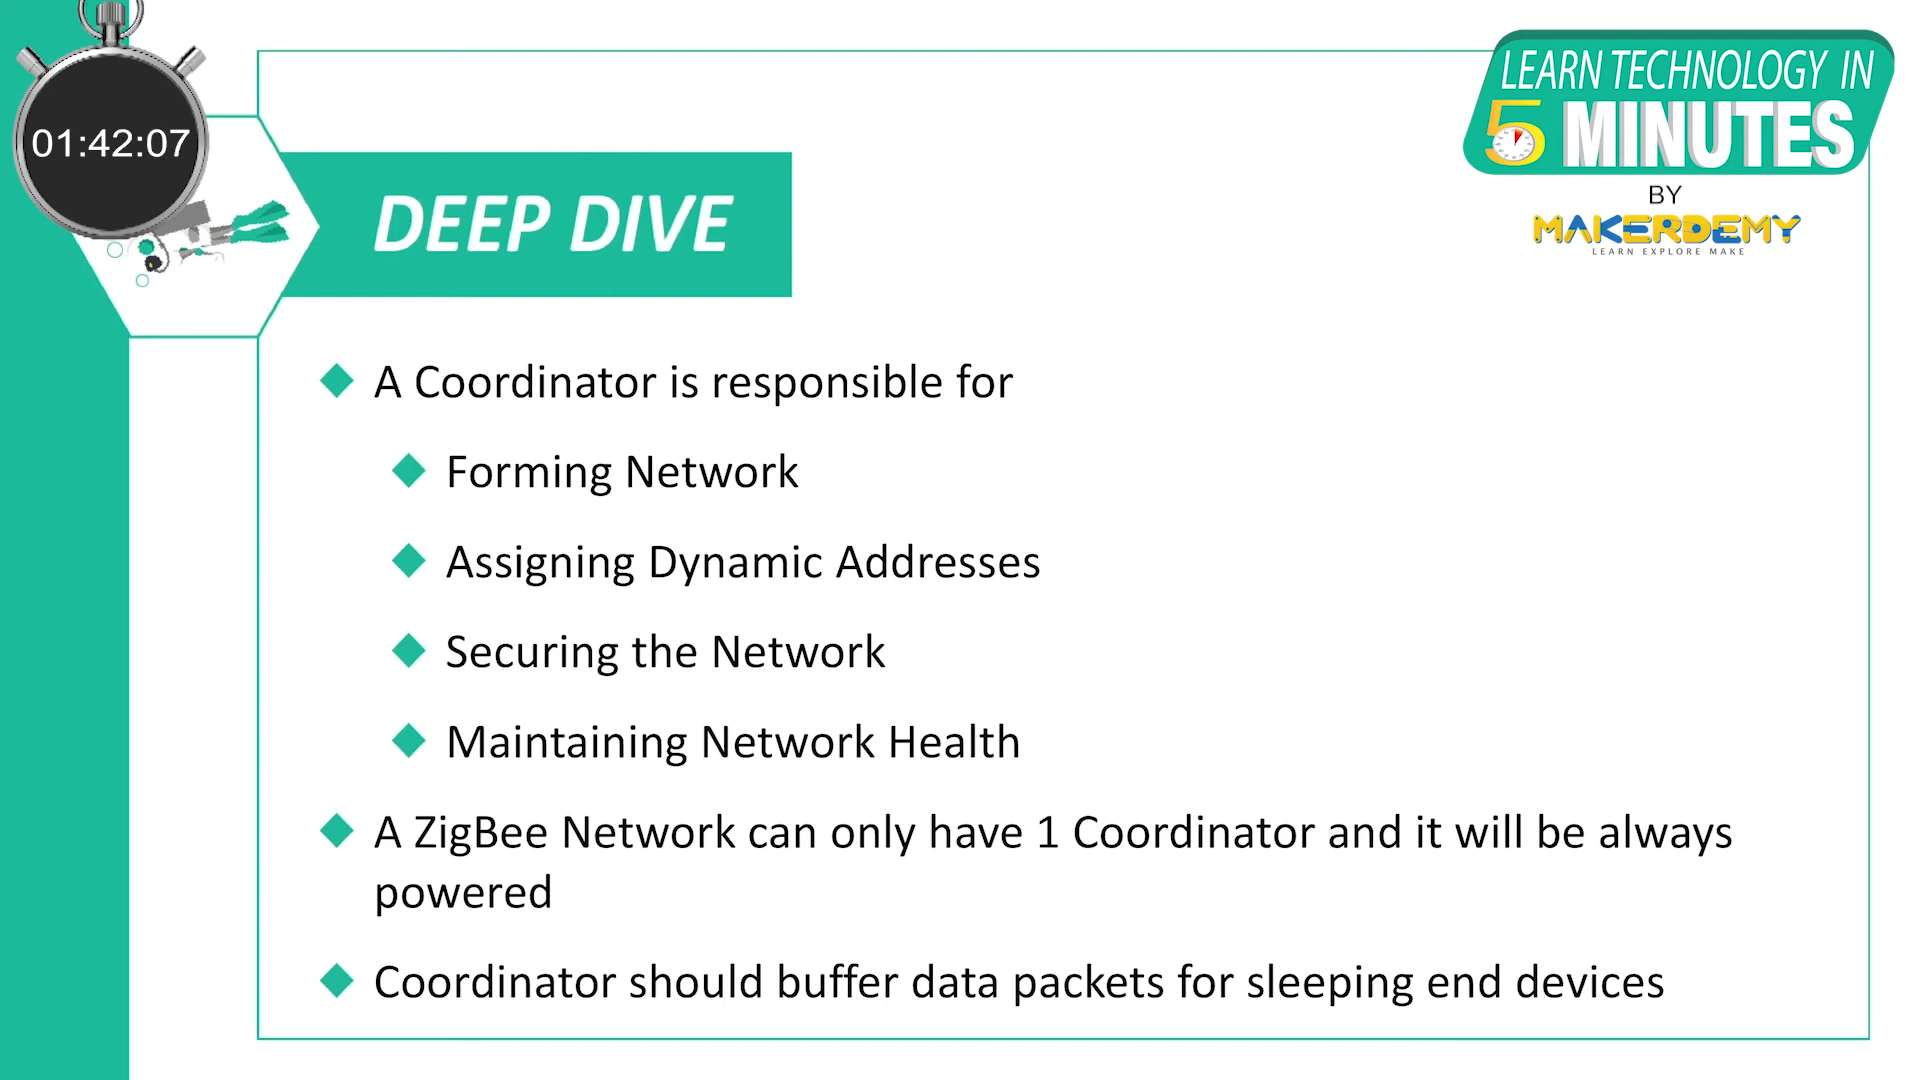 01:42:07
LEARN TECHNOLOGY IN
5 MINUTES
BY
MAKERDEMY
LEARN EXPLORE MAKE
DEEP DIVE
A Coordinator is responsible for
Forming Network
Assigning Dynamic Addresses
Securing the Network
Maintaining Network Health
A ZigBee Network can only have 1 Coordinator and it will be always
powered
Coordinator should buffer data packets for sleeping end devices